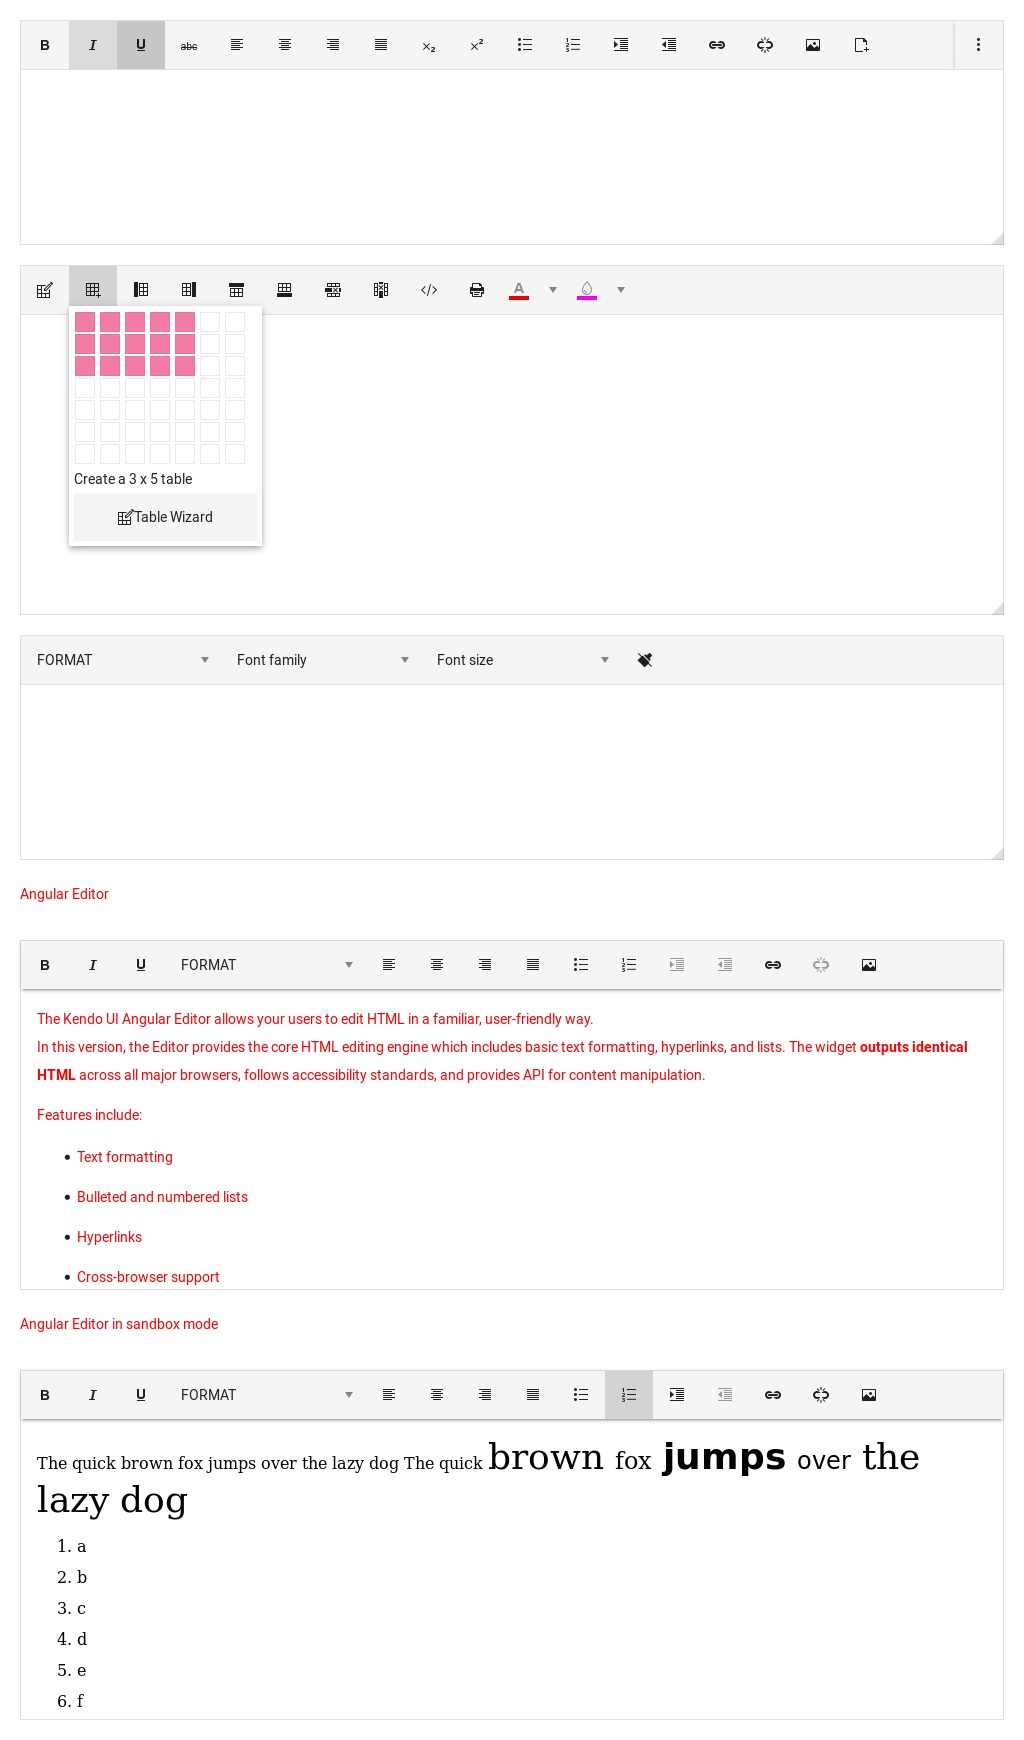 B I U abc
Create a 3 x 5 table
Table Wizard
FORMAT Font family Font size
Angular Editor
B I U FORMAT
The Kendo UI Angular Editor allows your users to edit HTML in a familiar, user-friendly way.
In this version, the Editor provides the core HTML editing engine which includes basic text formatting, hyperlinks, and lists. The widget outputs identical
HTML across all major browsers, follows accessibility standards, and provides API for content manipulation.
Features include:
• Text formatting
• Bulleted and numbered lists
• Hyperlinks
• Cross-browser support
Angular Editor in sandbox mode
B I U FORMAT
The quick brown fox jumps over the lazy dog The quick brown fox jumps over the
lazy dog
1. a
2. b
3. c
4. d
5. e
6. f